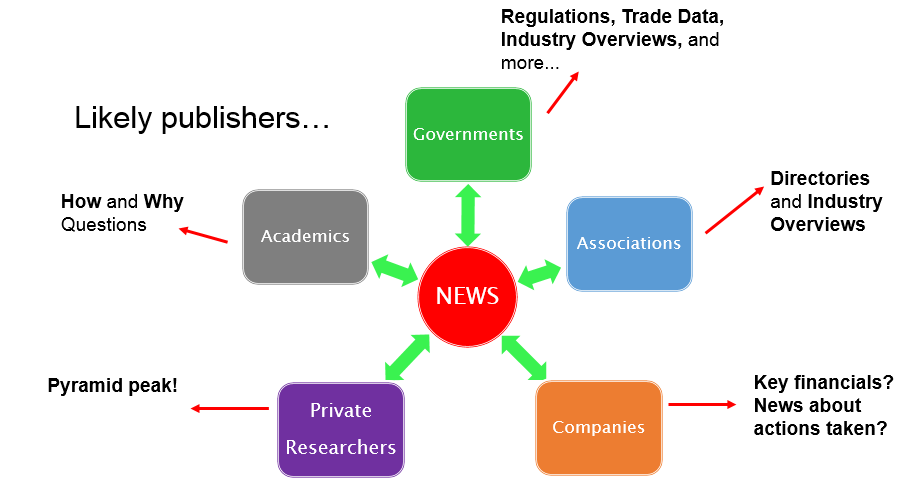 Regulations, Trade Data,
Industry Overviews, and
more...
Likely publishers…
Governments
How and Why
Questions
Academics
Associations
Directories
and Industry
Overviews
NEWS
Pyramid peak!
Private
Researchers
Companies
Key financials?
News about
actions taken?